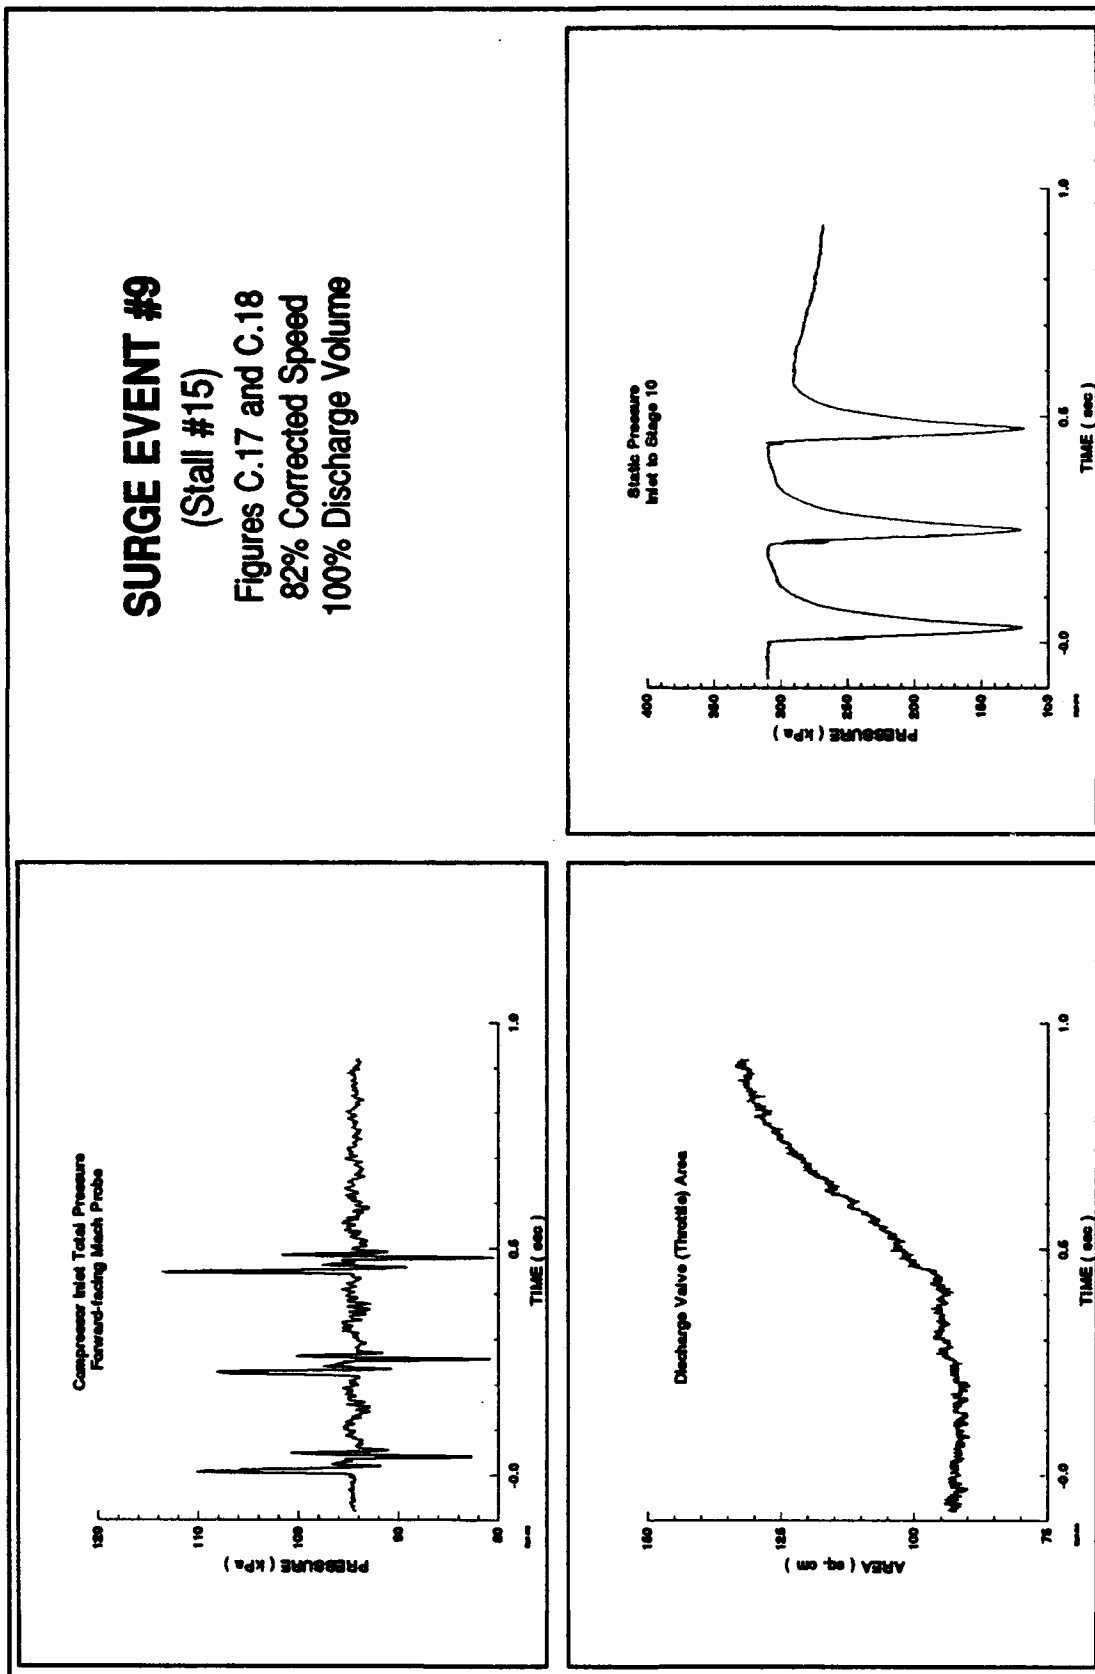 SURGE EVENT #9
(Stall #15)
Figures C.17 and C.18
82% Corrected Speed
100% Discharge Volume
Compressor Inlet Total Pressure
Forward-facing Mach Probe
PRESSURE ( kPa )
120
110
100
90
80
-0.0
0.5
1.0
TIME ( sec )
Discharge Valve (Throttle) Area
AREA ( sq. cm )
150
125
100
75
-0.0
0.5
1.0
TIME ( sec )
Static Pressure
Inlet to Stage 10
PRESSURE ( kPa )
400
350
300
250
200
150
100
-0.0
0.5
1.0
TIME ( sec )